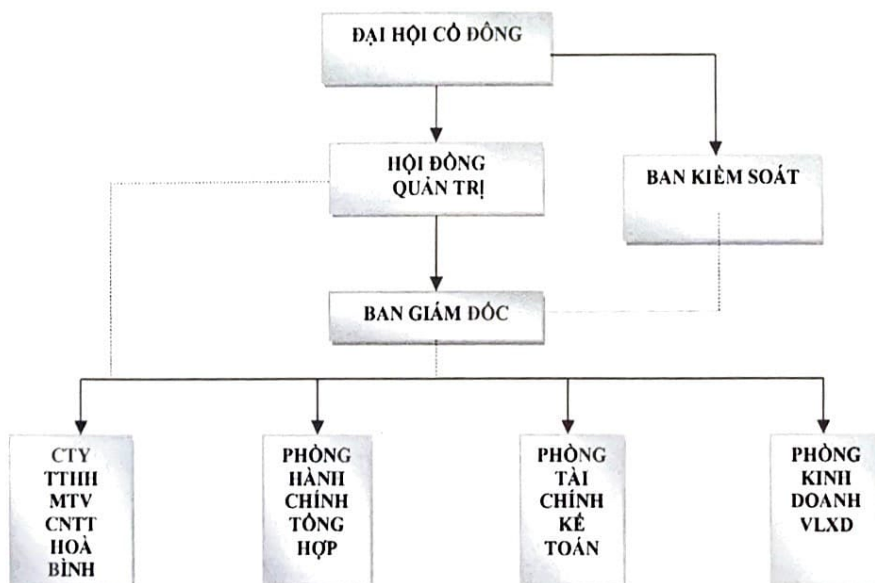 ĐẠI HỘI CỔ ĐÔNG
HỘI ĐỒNG
QUẢN TRỊ
BAN KIỂM SOÁT
BAN GIÁM ĐỐC
CTY
TTHH
MTV
CNTT
HOÀ
BÌNH
PHÒNG
HÀNH
CHÍNH
TỔNG
HỢP
PHÒNG
TÀI
CHÍNH
KẾ
TOÁN
PHÒNG
KINH
DOANH
VLXD